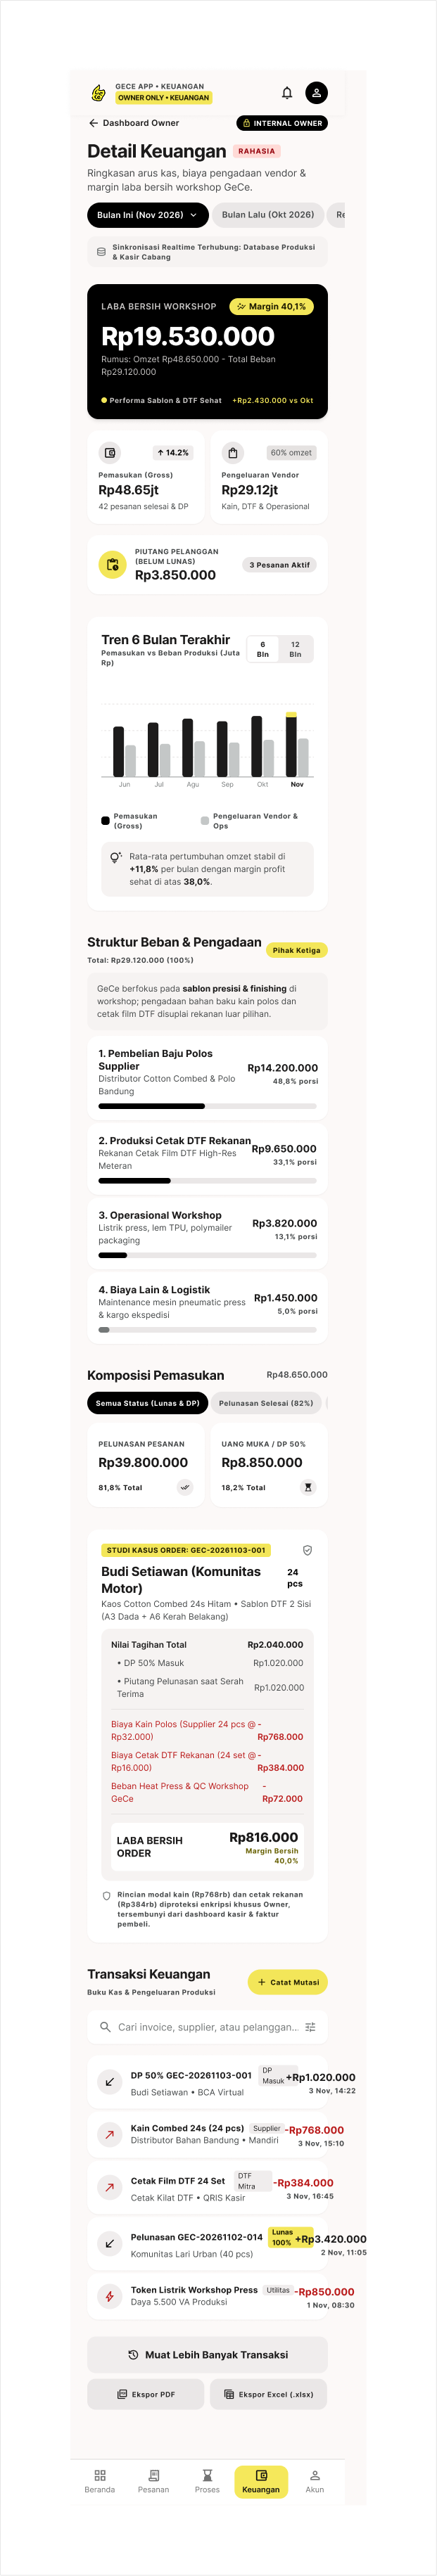 GECE APP • KEUANGAN
OWNER ONLY • KEUANGAN
Dashboard Owner
INTERNAL OWNER
Detail Keuangan
RAHASIA
Ringkasan arus kas, biaya pengadaan vendor &
margin laba bersih workshop GeCe.
Bulan Ini (Nov 2026)
Bulan Lalu (Okt 2026)
Re
Sinkronisasi Realtime Terhubung: Database Produksi
& Kasir Cabang
LABA BERSIH WORKSHOP
Margin 40,1%
Rp19.530.000
Rumus: Omzet Rp48.650.000 - Total Beban
Rp29.120.000
Performa Sablon & DTF Sehat
+Rp2.430.000 vs Okt
14.2%
Pemasukan (Gross)
Rp48.65jt
42 pesanan selesai & DP
60% omzet
Pengeluaran Vendor
Rp29.12jt
Kain, DTF & Operasional
PIUTANG PELANGGAN
(BELUM LUNAS)
Rp3.850.000
3 Pesanan Aktif
Tren 6 Bulan Terakhir
Pemasukan vs Beban Produksi (Juta
Rp)
6
Bln
12
Bln
Jun
Jul
Agu
Sep
Okt
Nov
Pemasukan
(Gross)
Pengeluaran Vendor &
Ops
Rata-rata pertumbuhan omzet stabil di
+11,8% per bulan dengan margin profit
sehat di atas 38,0%.
Struktur Beban & Pengadaan
Total: Rp29.120.000 (100%)
Pihak Ketiga
GeCe berfokus pada sablon presisi & finishing di
workshop; pengadaan bahan baku kain polos dan
cetak film DTF disuplai rekanan luar pilihan.
1. Pembelian Baju Polos
Supplier
Distributor Cotton Combed & Polo
Bandung
Rp14.200.000
48,8% porsi
2. Produksi Cetak DTF Rekanan
Rekanan Cetak Film DTF High-Res
Meteran
Rp9.650.000
33,1% porsi
3. Operasional Workshop
Listrik press, lem TPU, polymailer
packaging
Rp3.820.000
13,1% porsi
4. Biaya Lain & Logistik
Maintenance mesin pneumatic press
& kargo ekspedisi
Rp1.450.000
5,0% porsi
Komposisi Pemasukan
Rp48.650.000
Semua Status (Lunas & DP)
Pelunasan Selesai (82%)
PELUNASAN PESANAN
Rp39.800.000
81,8% Total
UANG MUKA / DP 50%
Rp8.850.000
18,2% Total
STUDI KASUS ORDER: GEC-20261103-001
Budi Setiawan (Komunitas
Motor)
24
pcs
Kaos Cotton Combed 24s Hitam • Sablon DTF 2 Sisi
(A3 Dada + A6 Kerah Belakang)
Nilai Tagihan Total
Rp2.040.000
• DP 50% Masuk
Rp1.020.000
• Piutang Pelunasan saat Serah
Terima
Rp1.020.000
Biaya Kain Polos (Supplier 24 pcs @
Rp32.000)
-
Rp768.000
Biaya Cetak DTF Rekanan (24 set @
Rp16.000)
-
Rp384.000
Beban Heat Press & QC Workshop
GeCe
-
Rp72.000
LABA BERSIH
ORDER
Rp816.000
Margin Bersih
40,0%
Rincian modal kain (Rp768rb) dan cetak rekanan
(Rp384rb) diproteksi enkripsi khusus Owner,
tersembunyi dari dashboard kasir & faktur
pembeli.
Transaksi Keuangan
Buku Kas & Pengeluaran Produksi
Catat Mutasi
Cari invoice, supplier, atau pelanggan...
DP 50% GEC-20261103-001
DP
Masuk
+Rp1.020.000
Budi Setiawan • BCA Virtual
3 Nov, 14:22
Kain Combed 24s (24 pcs)
Supplier
-Rp768.000
Distributor Bahan Bandung • Mandiri
3 Nov, 15:10
Cetak Film DTF 24 Set
DTF
Mitra
-Rp384.000
Cetak Kilat DTF • QRIS Kasir
3 Nov, 16:45
Pelunasan GEC-20261102-014
Lunas
100%
+Rp3.420.000
Komunitas Lari Urban (40 pcs)
2 Nov, 11:05
Token Listrik Workshop Press
Utilitas
-Rp850.000
Daya 5.500 VA Produksi
1 Nov, 08:30
Muat Lebih Banyak Transaksi
Ekspor PDF
Ekspor Excel (.xlsx)
Beranda
Pesanan
Proses
Keuangan
Akun